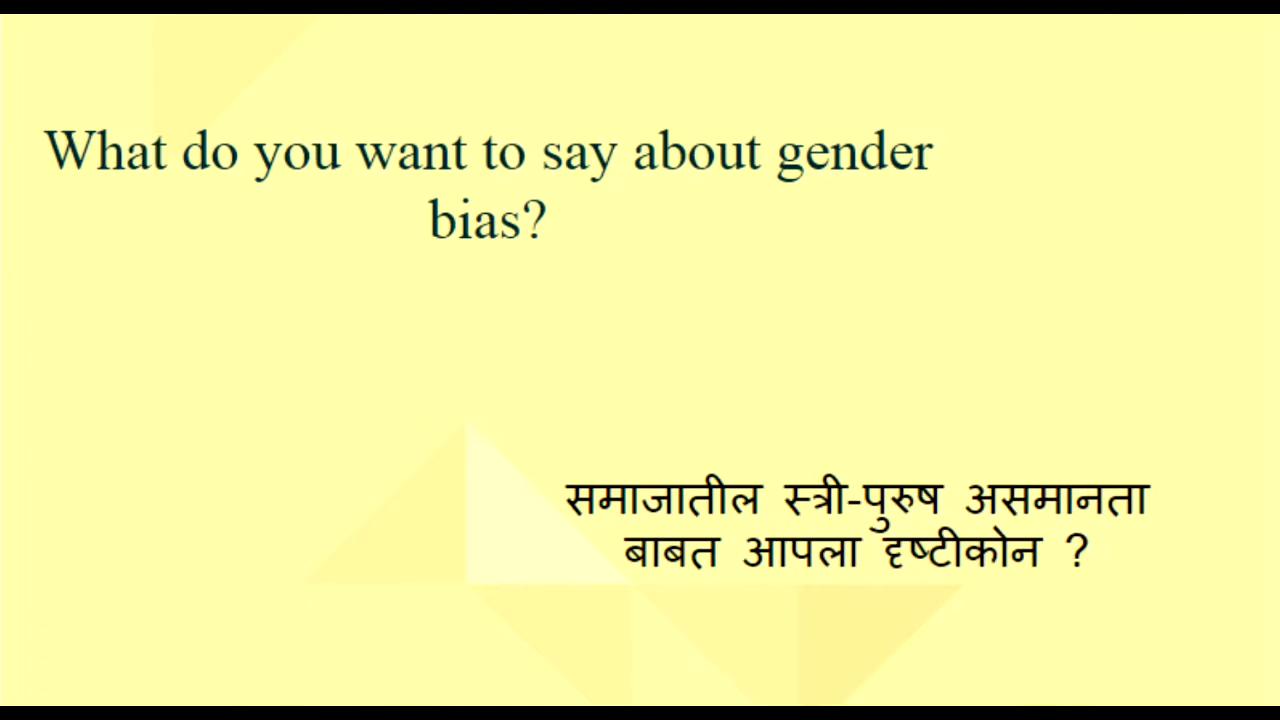 What do you want to say about gender
bias?
समाजातील स्त्री-पुरुष असमानता
बाबत आपला दृष्टीकोन ?